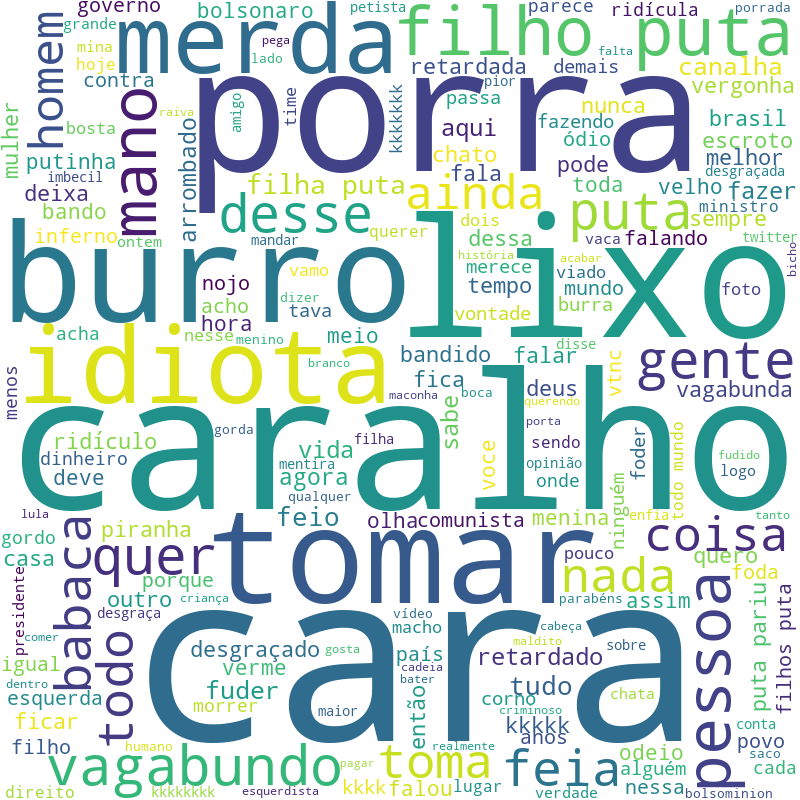 governo
bolsonaro
petista
parece
ridícula
porrada
grande
mina
hoje
pega
lado
merda
filho puta
falta
homem
contra
retardada
demais
canalha
vergonha
mano
raiva
amigo
time
kkkkkkk
pior
passa
nunca
brasil
mulher
bosta
porra
aqui
fazendo
ódio
escroto
putinha
imbecil
arrombado
chato
fala
pode
melhor
desgraçada
deixa
filha puta
ainda
toda
velho
fazer
bando
desse
dois
puta
ministro
inferno
ontem
mandar
querer
dessa
vaca
falando
sempre
twitter
burro
lixo
nojo
vamo
história
merece
acabar
viado
mundo
foto
bicho
acho
dizer
tava
tempo
burra
hora
vontade
acha
nesse
menino
meio
disse
idiota
branco
bandido
falar
vtnc
gente
menos
maconha
fica
boca
deus
querendo
vagabunda
caralho
gorda
filha
sabe
porta
ridículo
vida
voce
sendo
foder
todo mundo
dinheiro
mentira
opinião
logo
fudido
deve
agora
qualquer
onde
ninguém
lula
piranha
feio
olha
comunista
menina
enfia
tanto
gordo
babaca
quer
tomar
coisa
casa
porque
pouco
nada
quero
presidente
desgraça
outro
criança
parabéns
assim
foda
comer
todo
cara
vídeo
cabeça
pessoa
puta pariu
filhos puta
igual
desgraçado
gosta
macho
maldito
sobre
dentro
verme
país
cadeia
retardado
esquerda
fuder
bater
tudo
ficar
morrer
maior
então
corno
chata
criminoso
conta
filho
humano
kkkkk
anos
povo
vagabundo
pagar
toma
realmente
feia
odeio
saco
alguém
cada
direito
kkkkkkkk
esquerdista
kkkk
falou
lugar
verdade
nessa
bolsominion